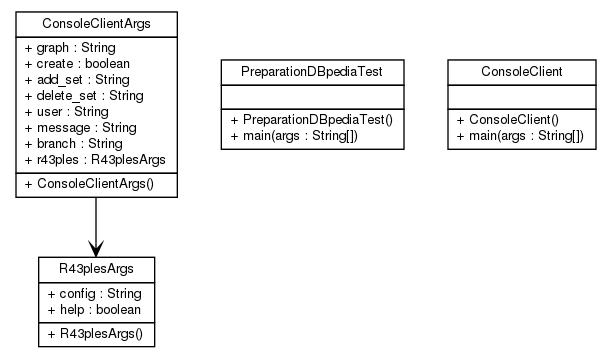 ConsoleClientArgs
+ graph : String
+ create : boolean
+ add_set : String
+ delete_set : String
+ user : String
+ message : String
+ branch : String
+ r43ples : R43plesArgs
+ ConsoleClientArgs()
PreparationDBpediaTest
+ PreparationDBpediaTest()
+ main(args : String[])
ConsoleClient
+ ConsoleClient()
+ main(args : String[])
R43plesArgs
+ config : String
+ help : boolean
+ R43plesArgs()